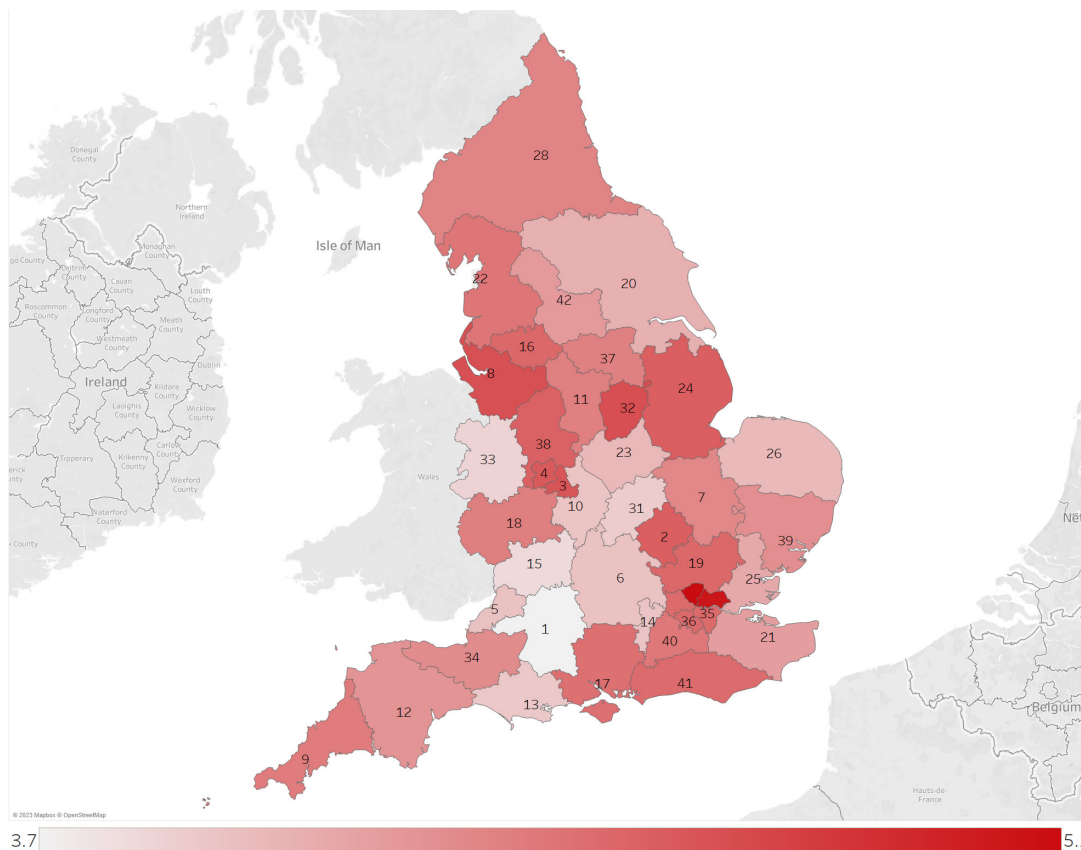 28
Donegal
County
Northern
Ireland
Isle of Man
Monaghan
County
Cavan
County
Louth
County
20
22
42
Roscommon
County
Longford
County
Meath
County
Westmeath
County
Dublin
16
37
8
Ireland
Kildare
County
24
Laoighis
County
Wicklow
County
11
32
38
23
33
26
Tipperary
Kilkenny
County
Carlow
County
Wexford
County
Wales
4
3
7
10
31
18
Waterford
County
2
39
19
15
6
25
5
35
14
36
1
40
21
34
41
17
13
12
Belgium
9
Hauts-de-
France
© 2023 Mapbox © OpenStreetMap
3.7